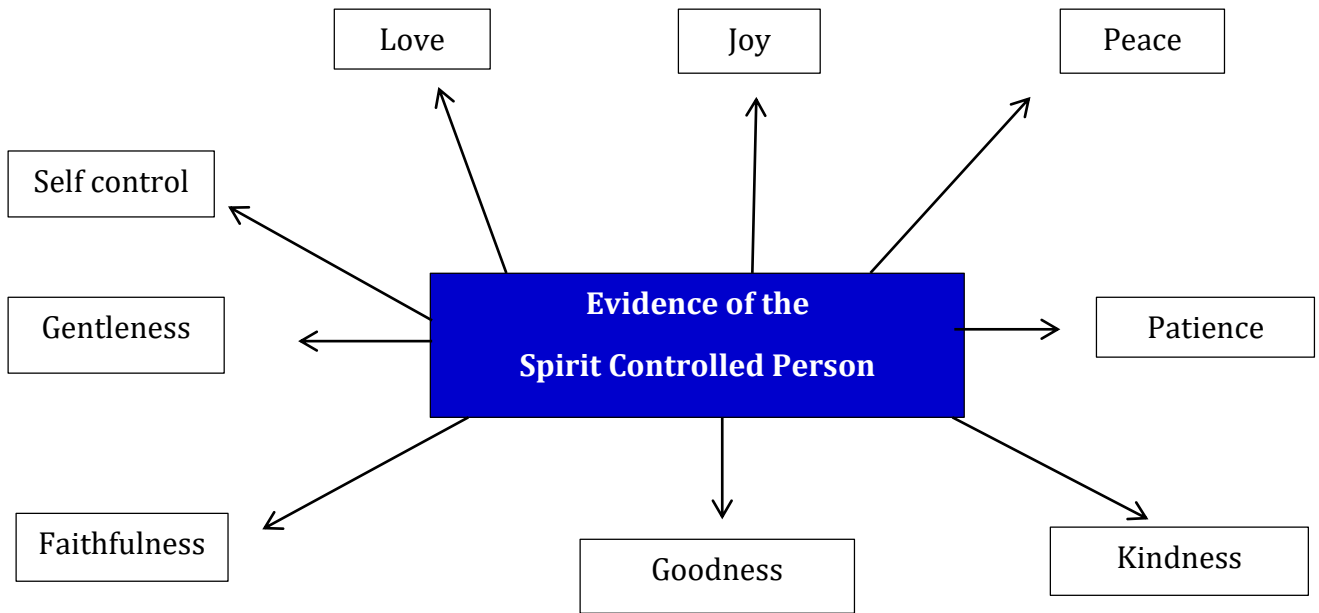 Love
Joy
Peace
Self control
Evidence of the
Spirit Controlled Person
Gentleness
Patience
Faithfulness
Goodness
Kindness